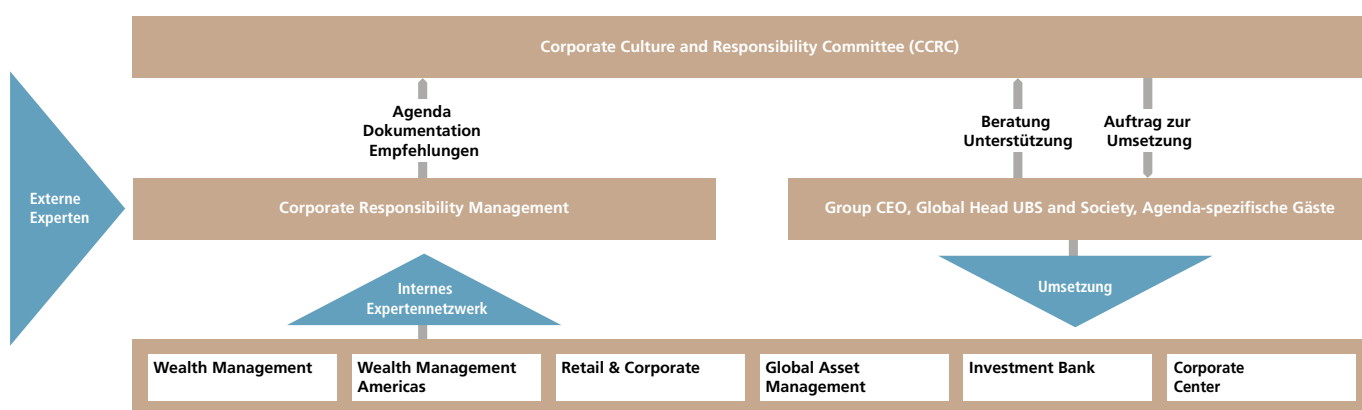 Corporate Culture and Responsibility Committee (CCRC)
Agenda
Dokumentation
Empfehlungen
Beratung
Unterstützung
Auftrag zur
Umsetzung
Externe
Experten
Corporate Responsibility Management
Group CEO, Global Head UBS and Society, Agenda-spezifische Gäste
Internes
Expertennetzwerk
Umsetzung
Wealth Management
Wealth Management
Americas
Retail & Corporate
Global Asset
Management
Investment Bank
Corporate
Center